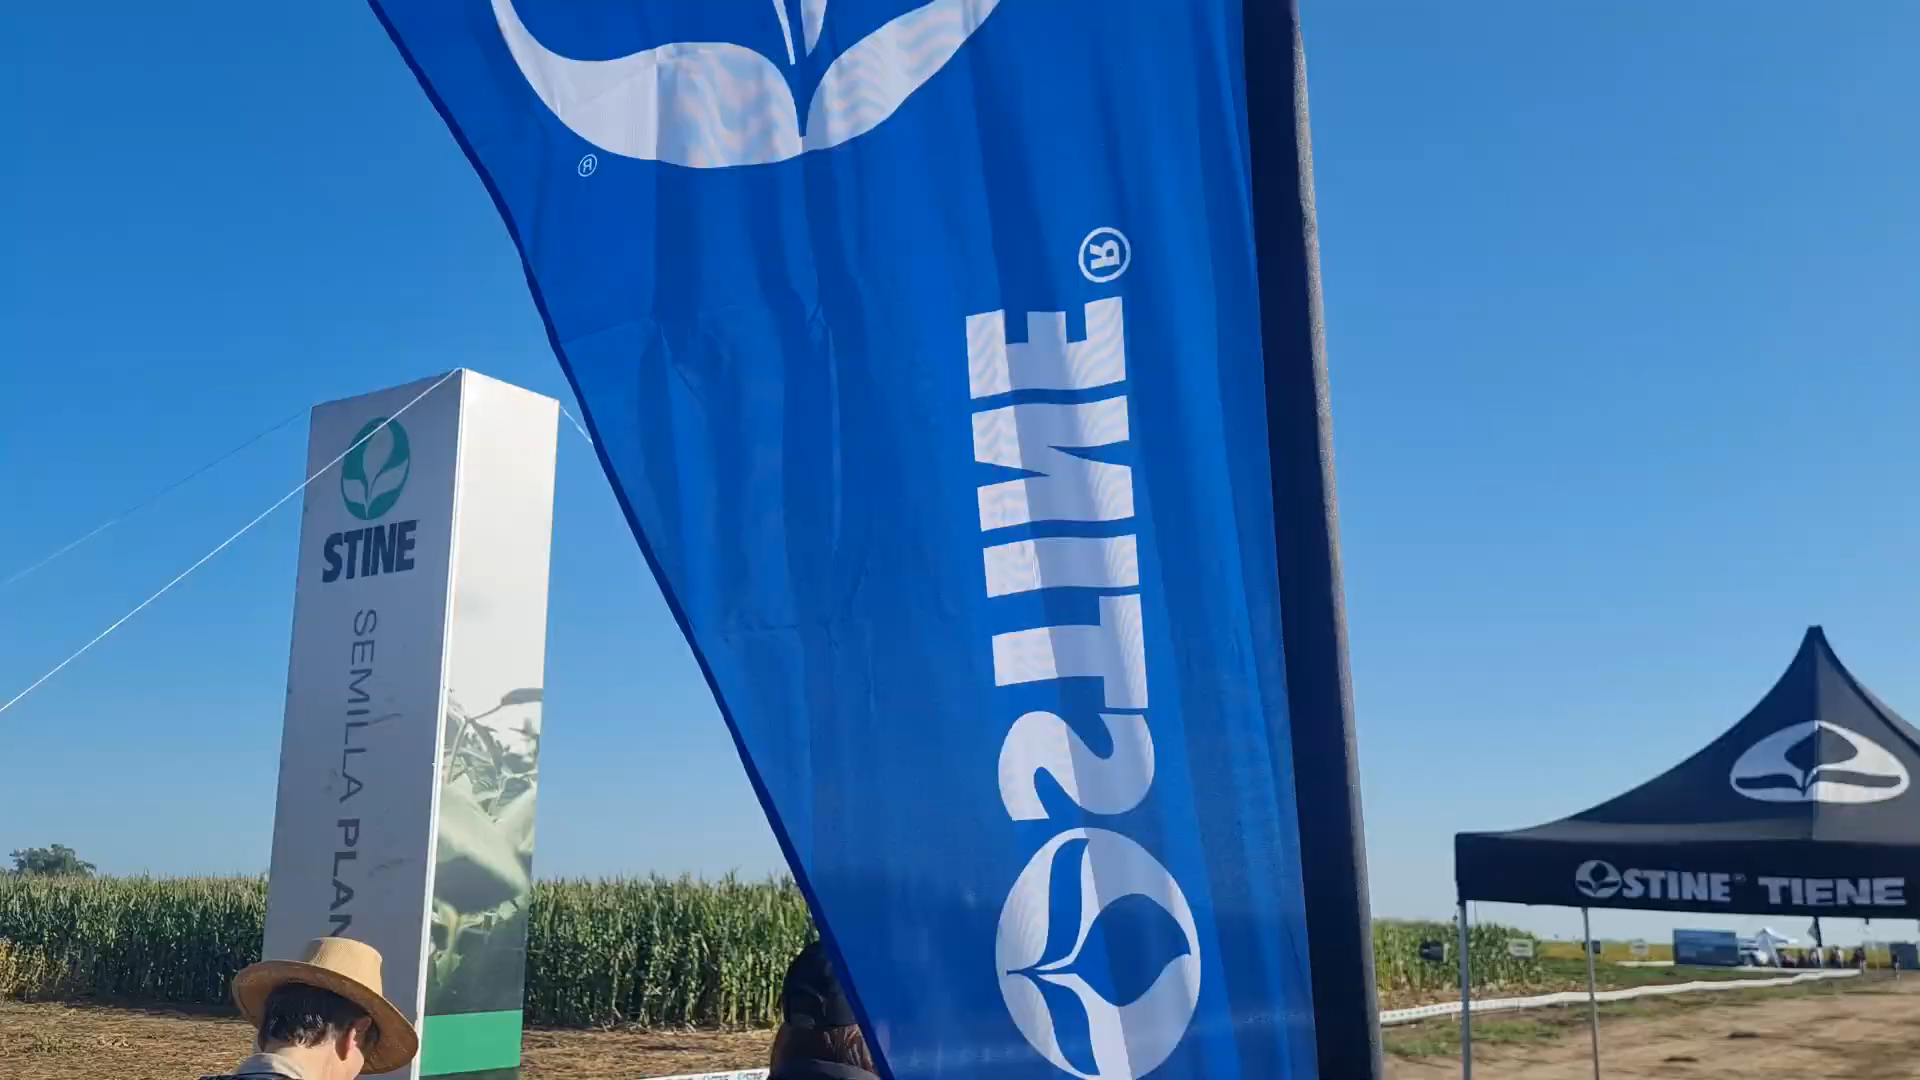 STINE
SEMILLA PLAN
®
STINE®
STINE® TIENE